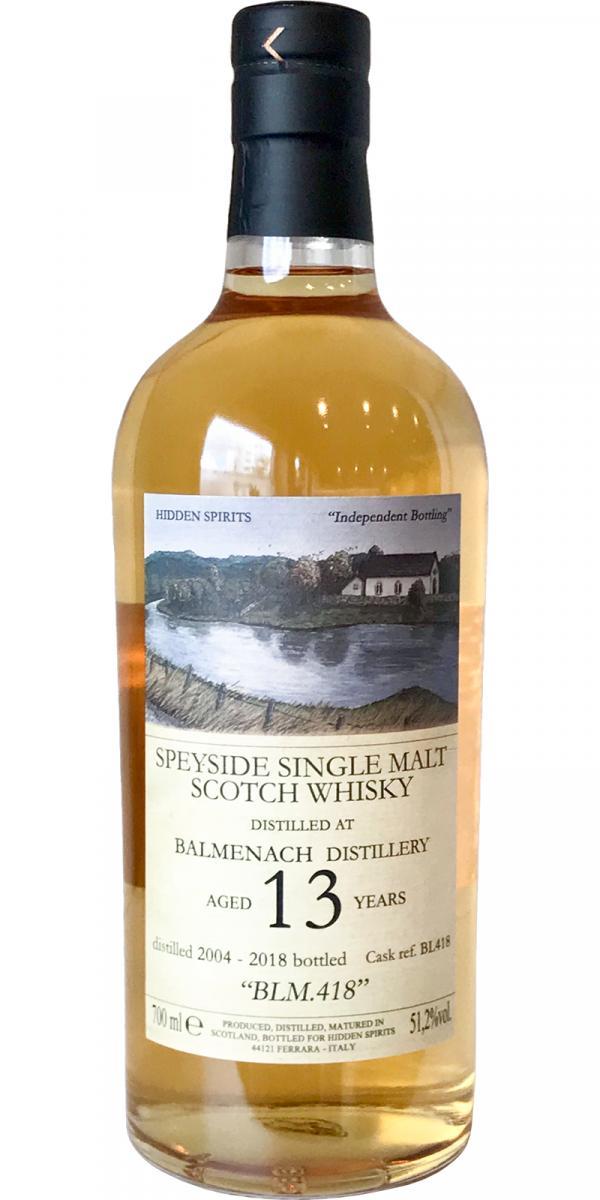 HIDDEN SPIRITS "Independent Bottling"
SPEYSIDE SINGLE MALT
SCOTCH WHISKY
DISTILLED AT
BALMENACH DISTILLERY
AGED 13 YEARS
distilled 2004 - 2018 bottled Cask ref. BL418
"BLM.418"
700 ml e PRODUCED, DISTILLED, MATURED IN 51,2%vol.
SCOTLAND, BOTTLED FOR HIDDEN SPIRITS
44121 FERRARA - ITALY